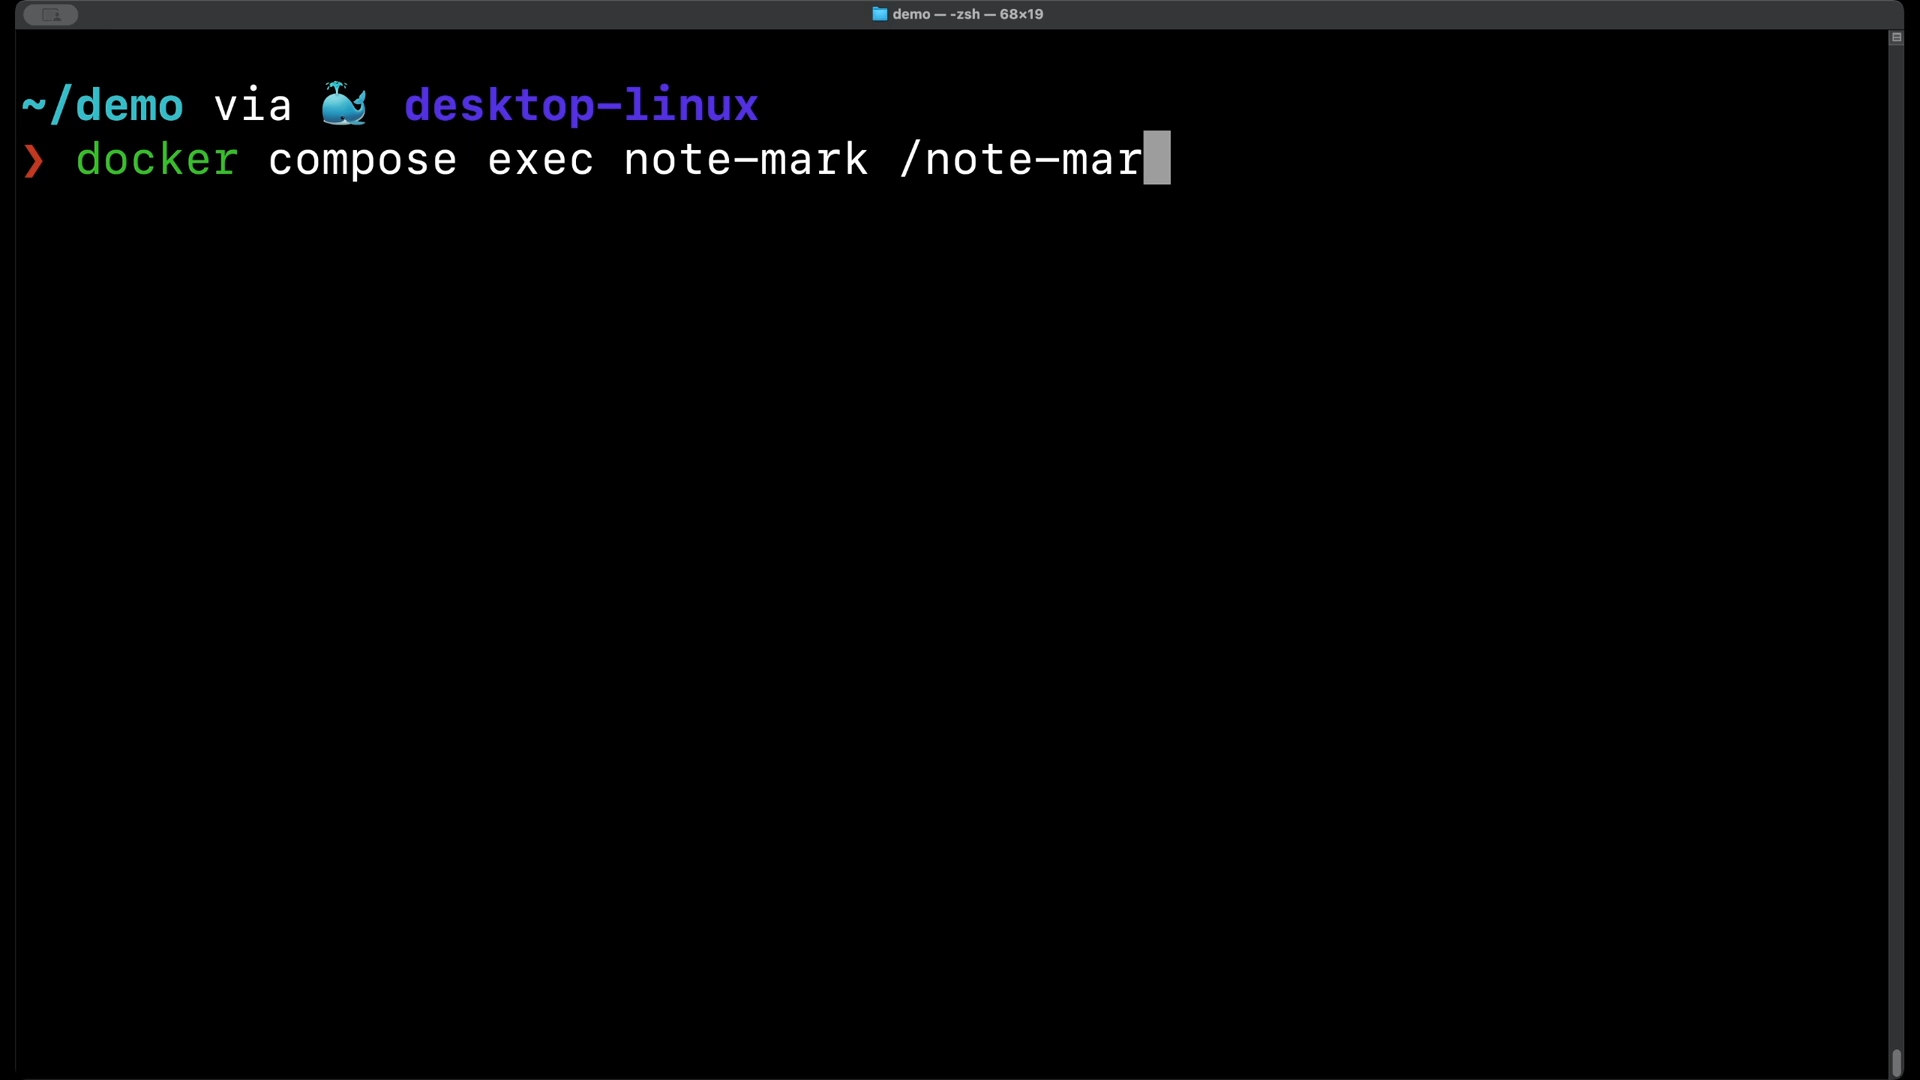 demo — -zsh — 68×19
~/demo via 🐳 desktop-linux
❯ docker compose exec note-mark /note-mar